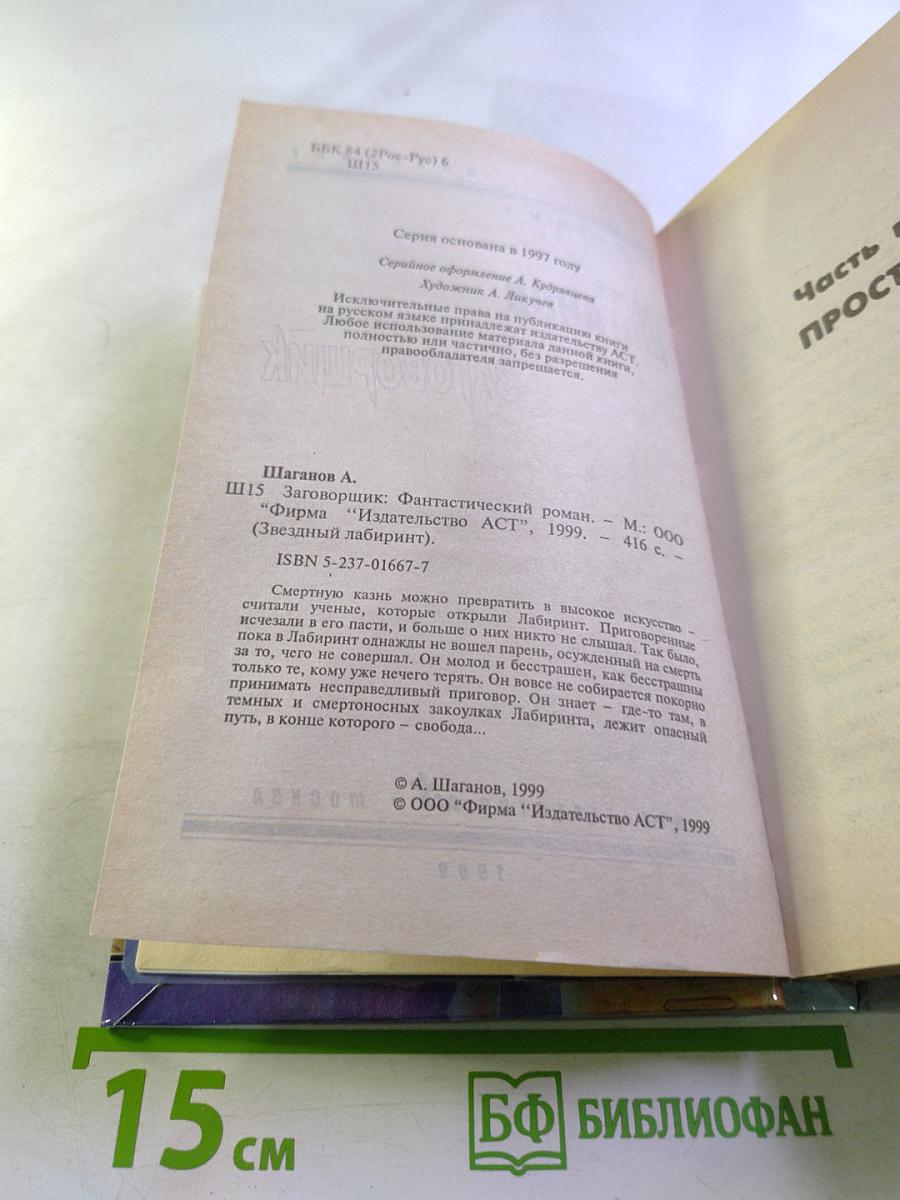 ББК 84 (2Рос-Рус) 6
Ш15
Серия основана в 1997 году
Серийное оформление А. Кудрявцева
Художник А. Ликучев
Исключительные права на публикацию книги
на русском языке принадлежат издательству АСТ.
Любое использование материала данной книги,
полностью или частично, без разрешения
правообладателя запрещается.
Шаганов А.
Ш15 Заговорщик: Фантастический роман. – М.: ООО
“Фирма “Издательство АСТ”, 1999. – 416 с. –
(Звездный лабиринт).
ISBN 5-237-01667-7
Смертную казнь можно превратить в высокое искусство –
считали ученые, которые открыли Лабиринт. Приговоренные
исчезали в его пасти, и больше о них никто не слышал. Так было,
пока в Лабиринт однажды не вошел парень, осужденный на смерть
за то, чего не совершал. Он молод и бесстрашен, как бесстрашны
только те, кому уже нечего терять. Он вовсе не собирается покорно
принимать несправедливый приговор. Он знает – где-то там, в
темных и смертоносных закоулках Лабиринта, лежит опасный
путь, в конце которого – свобода...
© А. Шаганов, 1999
© ООО “Фирма “Издательство АСТ”, 1999
МОСКВА
1999
ЗАГОВОРЩИК
Часть
ПРОСТ
15 см
БФ БИБЛИОФАН